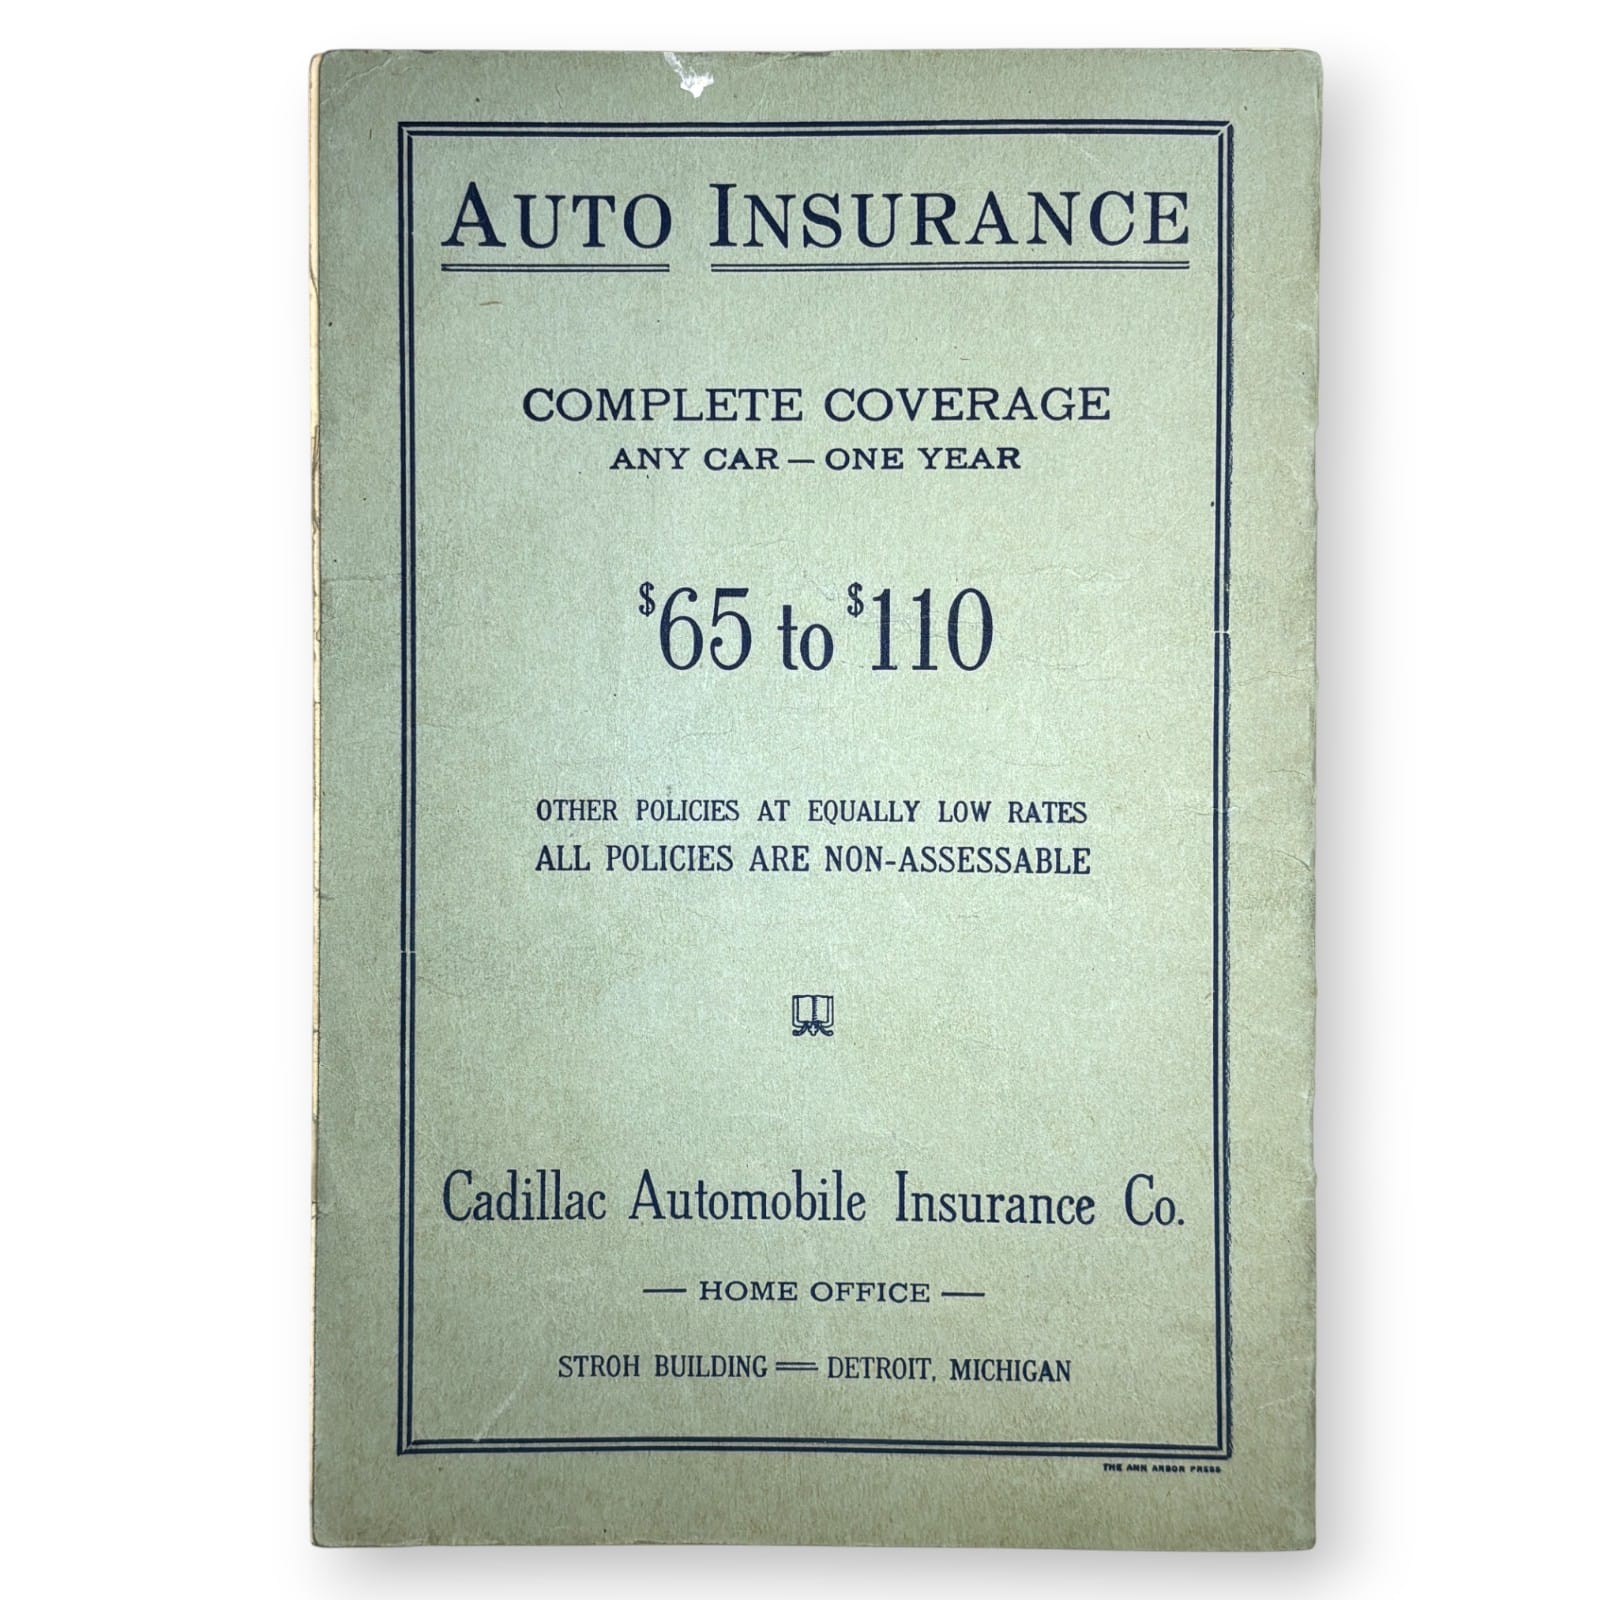 AUTO INSURANCE
COMPLETE COVERAGE
ANY CAR — ONE YEAR
$65 to $110
OTHER POLICIES AT EQUALLY LOW RATES
ALL POLICIES ARE NON-ASSESSABLE
Cadillac Automobile Insurance Co.
— HOME OFFICE —
STROH BUILDING — DETROIT, MICHIGAN
THE ANN ARBOR PRESS